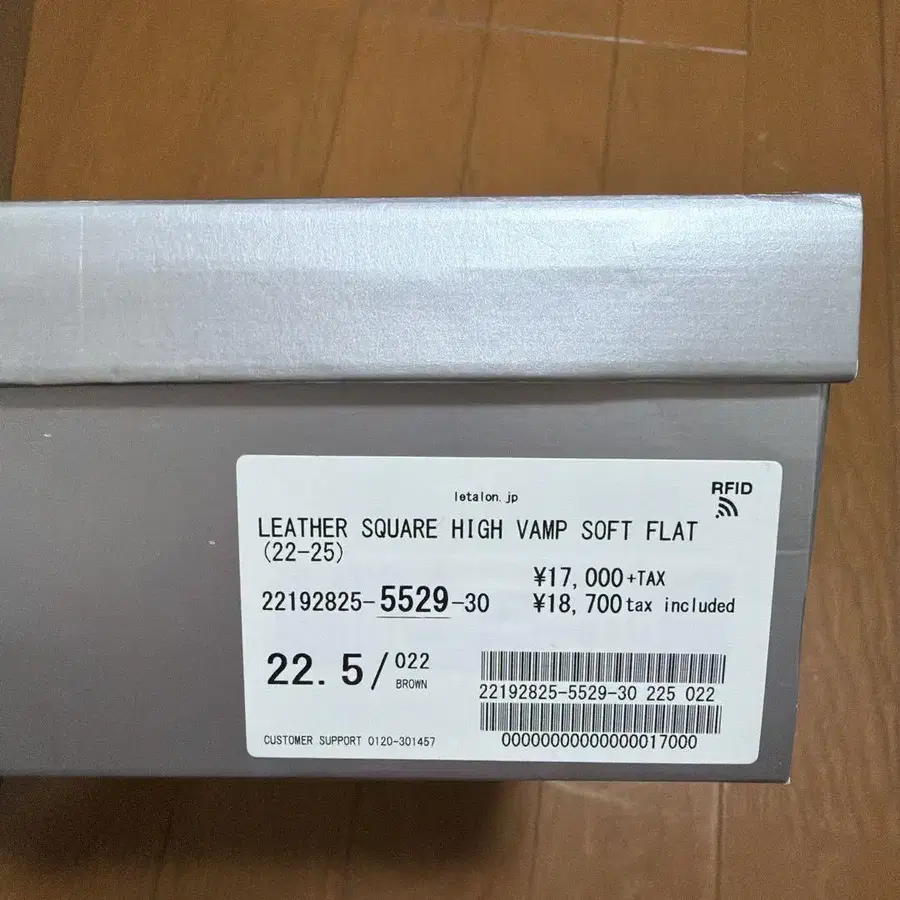 letalon.jp
RFID
LEATHER SQUARE HIGH VAMP SOFT FLAT
(22-25)
¥17,000+TAX
22192825-5529-30
¥18,700 tax included
22.5/022
BROWN
22192825-5529-30 225 022
CUSTOMER SUPPORT 0120-301457
00000000000000017000